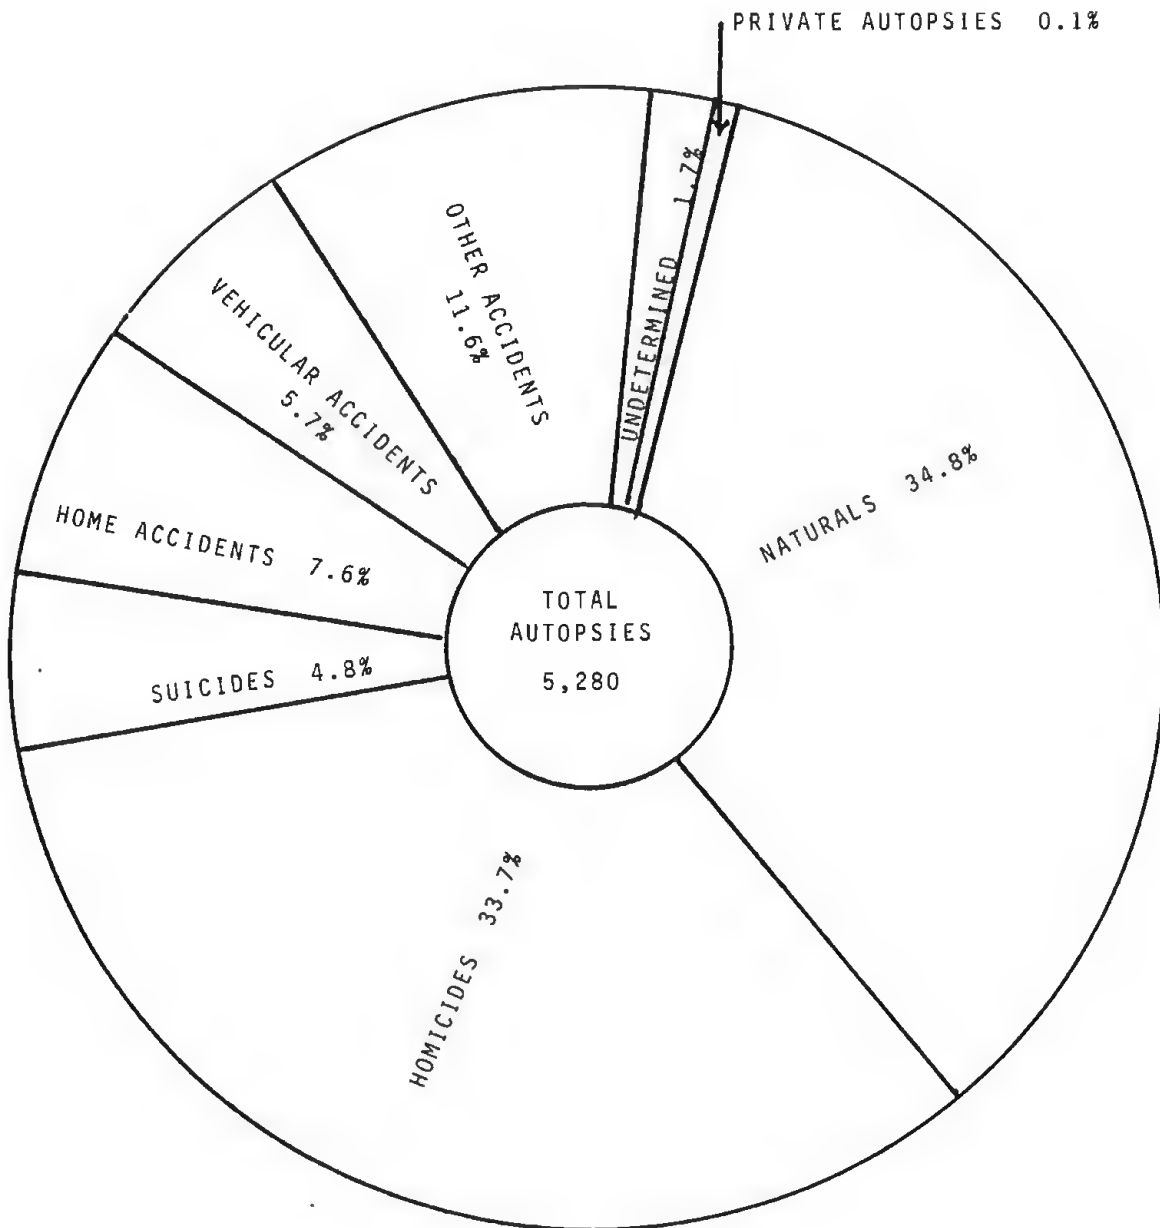 PRIVATE AUTOPSIES 0.1%
1.7%
UNDETERMINED
OTHER ACCIDENTS
11.6%
VEHICULAR ACCIDENTS
5.7%
NATURALS 34.8%
HOME ACCIDENTS 7.6%
TOTAL
AUTOPSIES
5,280
SUICIDES 4.8%
HOMICIDES 33.7%